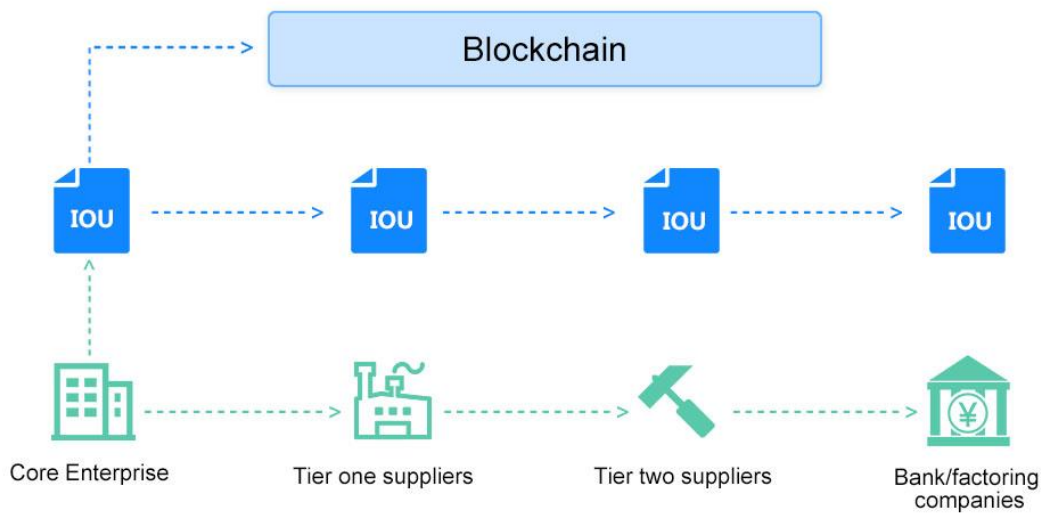 Blockchain
IOU
IOU
IOU
IOU
¥
Core Enterprise
Tier one suppliers
Tier two suppliers
Bank/factoring
companies